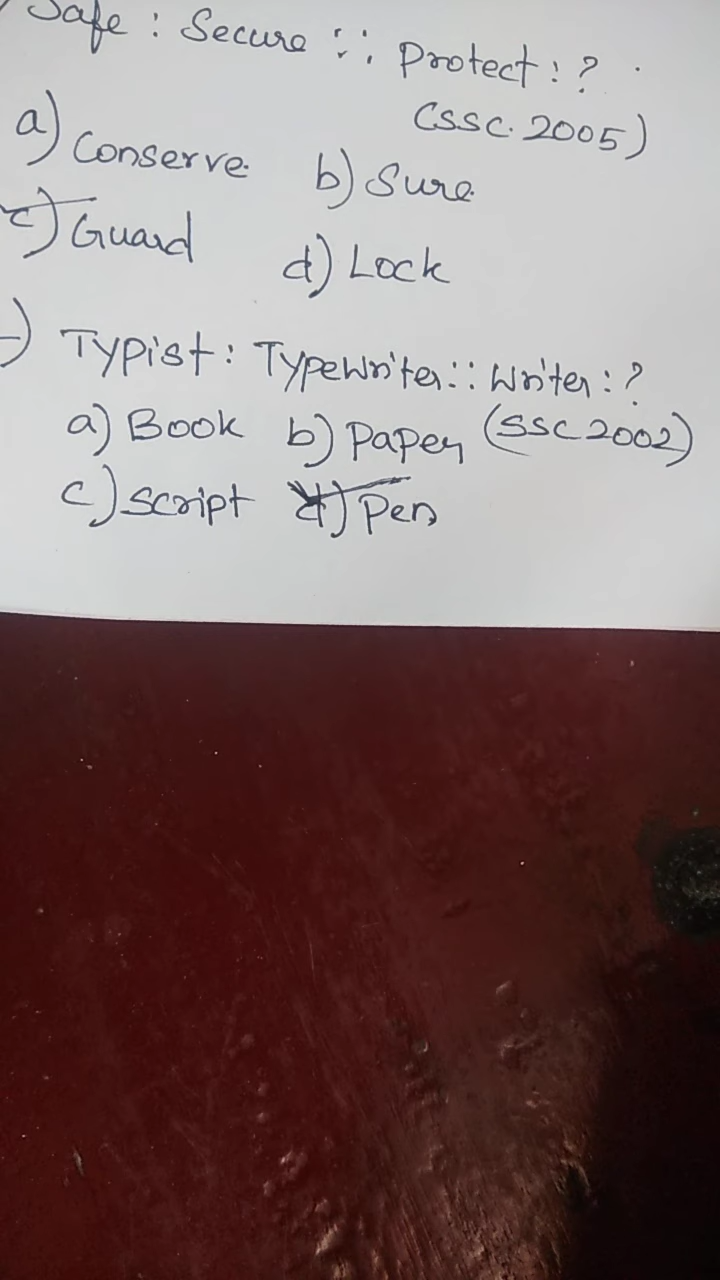 Safe : Secure :: Protect : ?
(SSC. 2005)
a) Conserve b) Sure
c) Guard d) Lock
) Typist : Typewriter :: Writer : ?
a) Book b) Paper (SSC 2002)
c) Script d) Pen